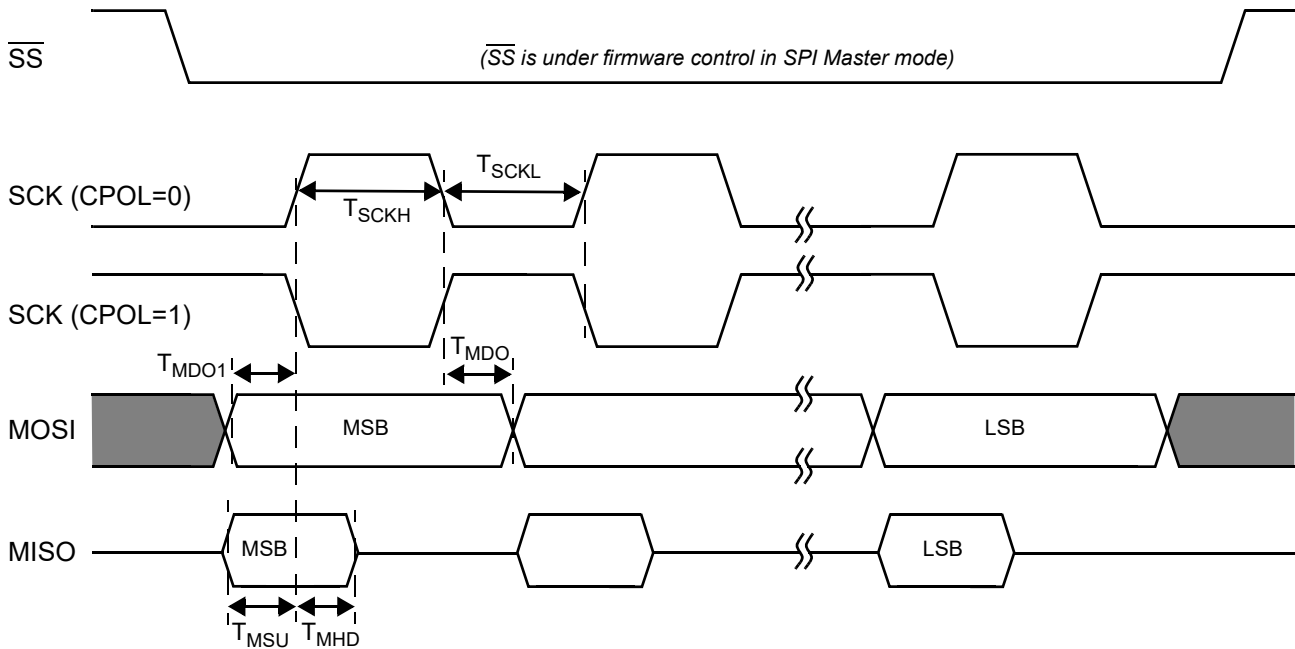 SS
(SS is under firmware control in SPI Master mode)
SCK (CPOL=0)
TSCKH
TSCKL
SCK (CPOL=1)
TMDO1
TMDO
MOSI
MSB
LSB
MISO
MSB
LSB
TMSU
TMHD